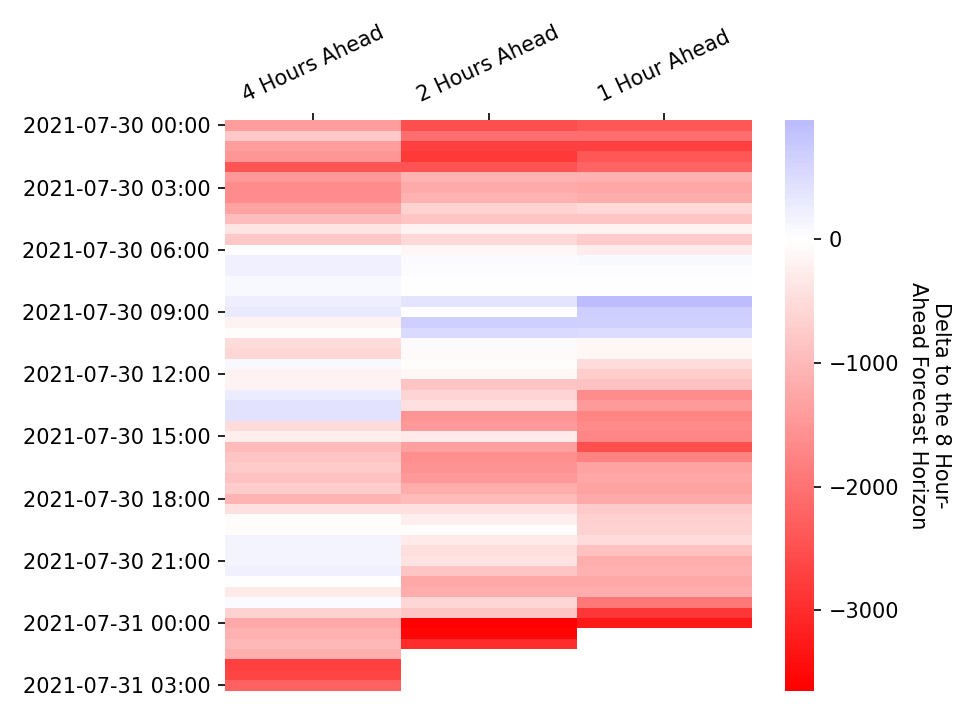 4 Hours Ahead
2 Hours Ahead
1 Hour Ahead
2021-07-30 00:00
2021-07-30 03:00
2021-07-30 06:00
2021-07-30 09:00
2021-07-30 12:00
2021-07-30 15:00
2021-07-30 18:00
2021-07-30 21:00
2021-07-31 00:00
2021-07-31 03:00
0
−1000
−2000
−3000
Delta to the 8 Hour-
Ahead Forecast Horizon